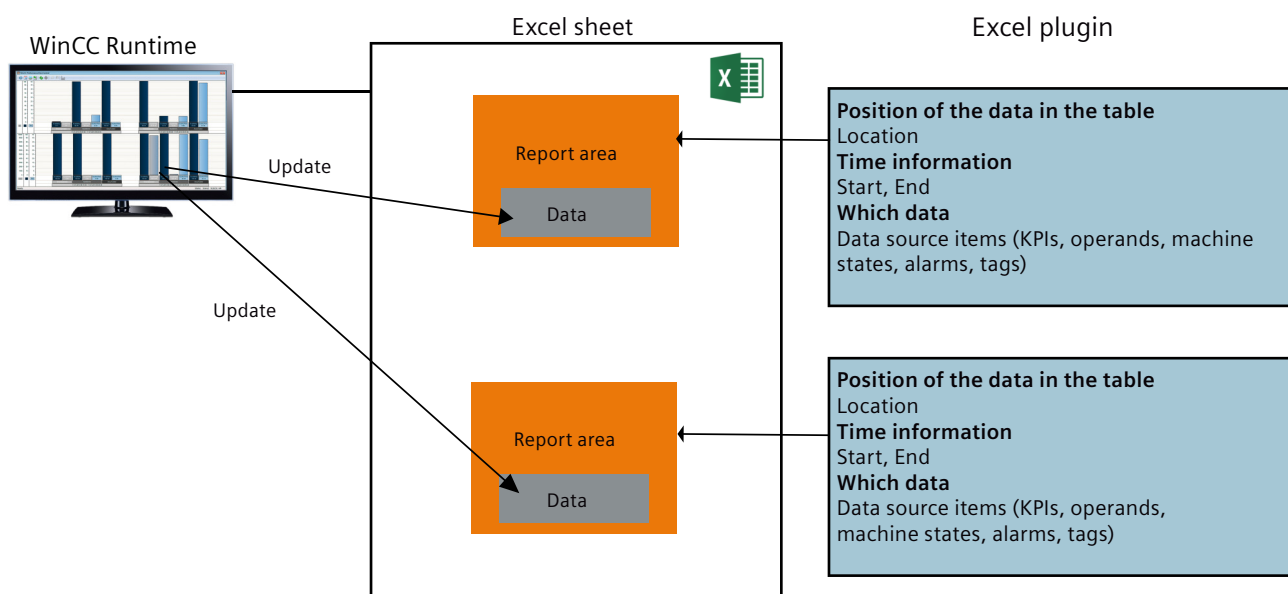 WinCC Runtime
Excel sheet
Excel plugin
X
Update
Report area
Data
Position of the data in the table
Location
Time information
Start, End
Which data
Data source items (KPIs, operands, machine
states, alarms, tags)
Update
Report area
Data
Position of the data in the table
Location
Time information
Start, End
Which data
Data source items (KPIs, operands,
machine states, alarms, tags)